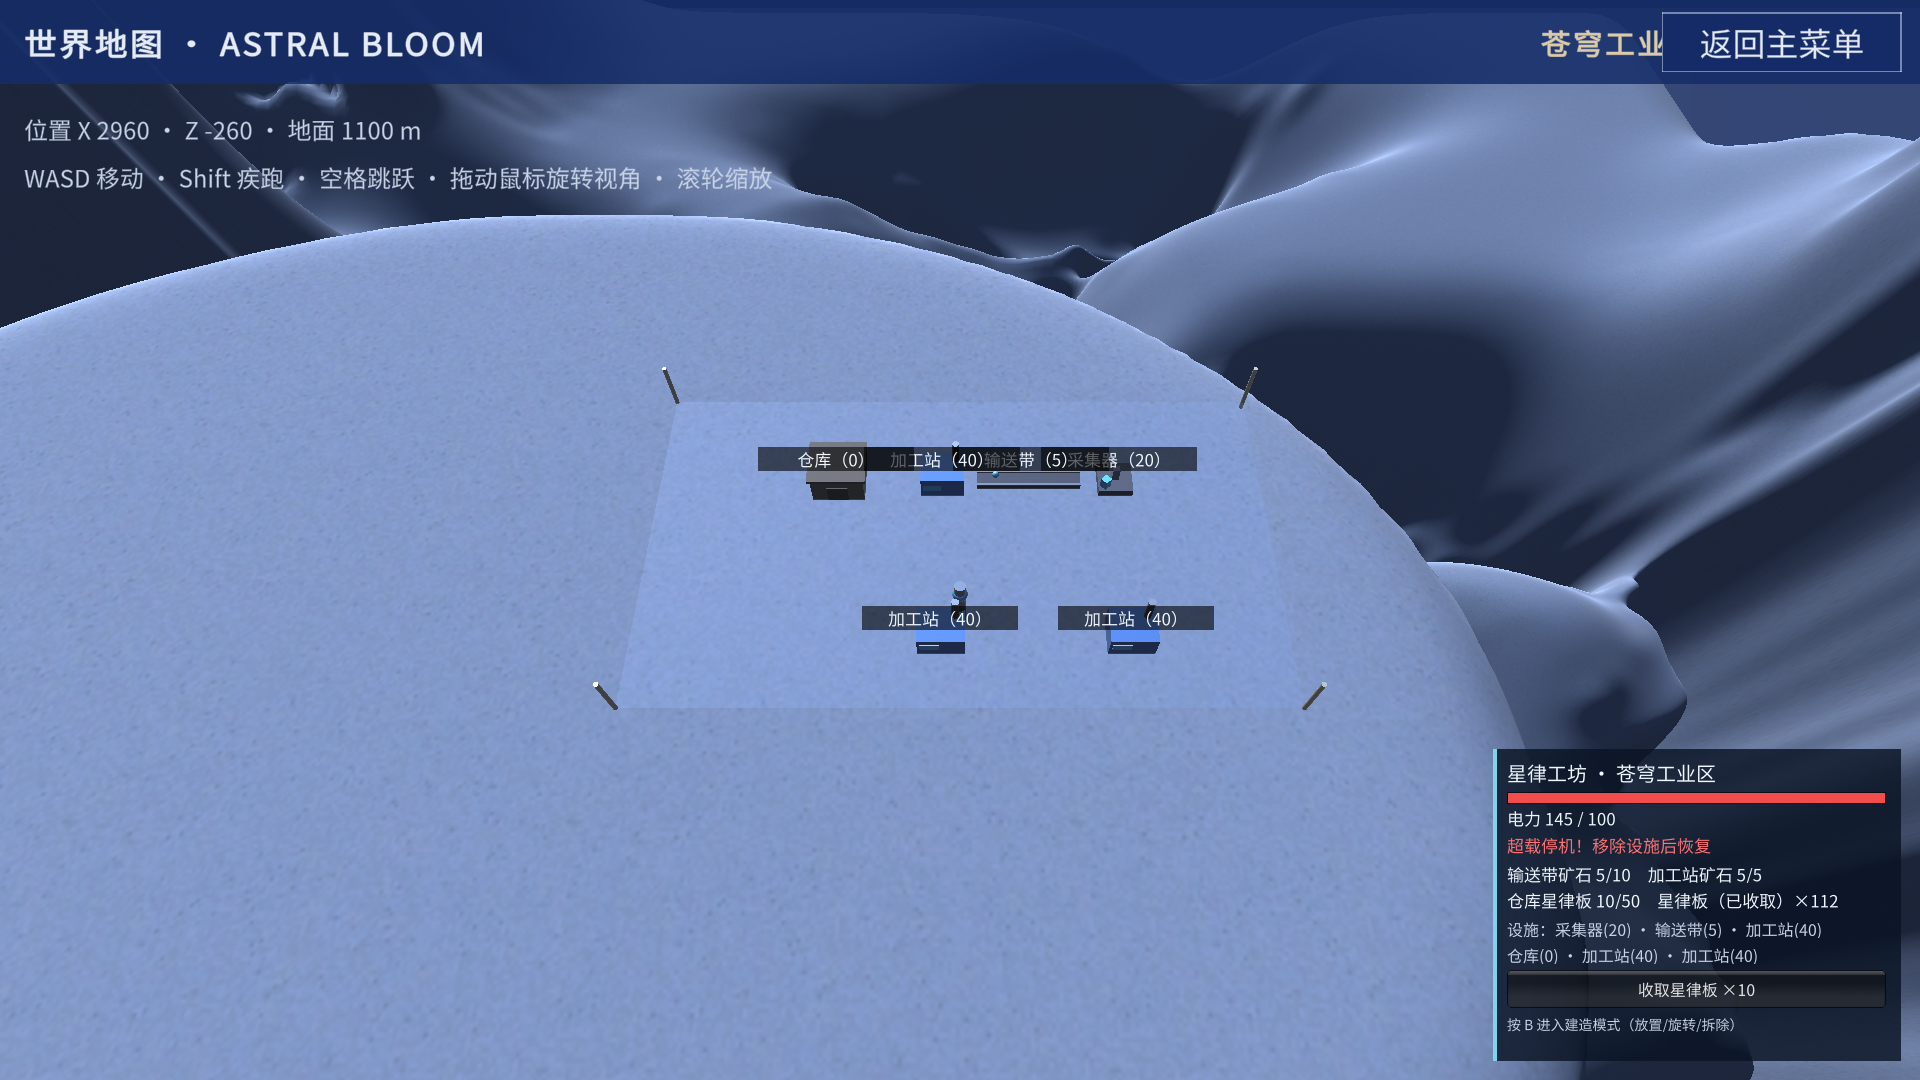 世界地图 · ASTRAL BLOOM
苍穹工业
返回主菜单
位置 X 2960 · Z -260 · 地面 1100 m
WASD 移动 · Shift 疾跑 · 空格跳跃 · 拖动鼠标旋转视角 · 滚轮缩放
仓库（0）
加工站（40）
输送带（5）
采集器（20）
加工站（40）
加工站（40）
星律工坊 · 苍穹工业区
电力 145 / 100
超载停机！移除设施后恢复
输送带矿石 5/10 加工站矿石 5/5
仓库星律板 10/50 星律板（已收取）×112
设施：采集器(20) · 输送带(5) · 加工站(40)
仓库(0) · 加工站(40) · 加工站(40)
收取星律板 ×10
按 B 进入建造模式（放置/旋转/拆除）